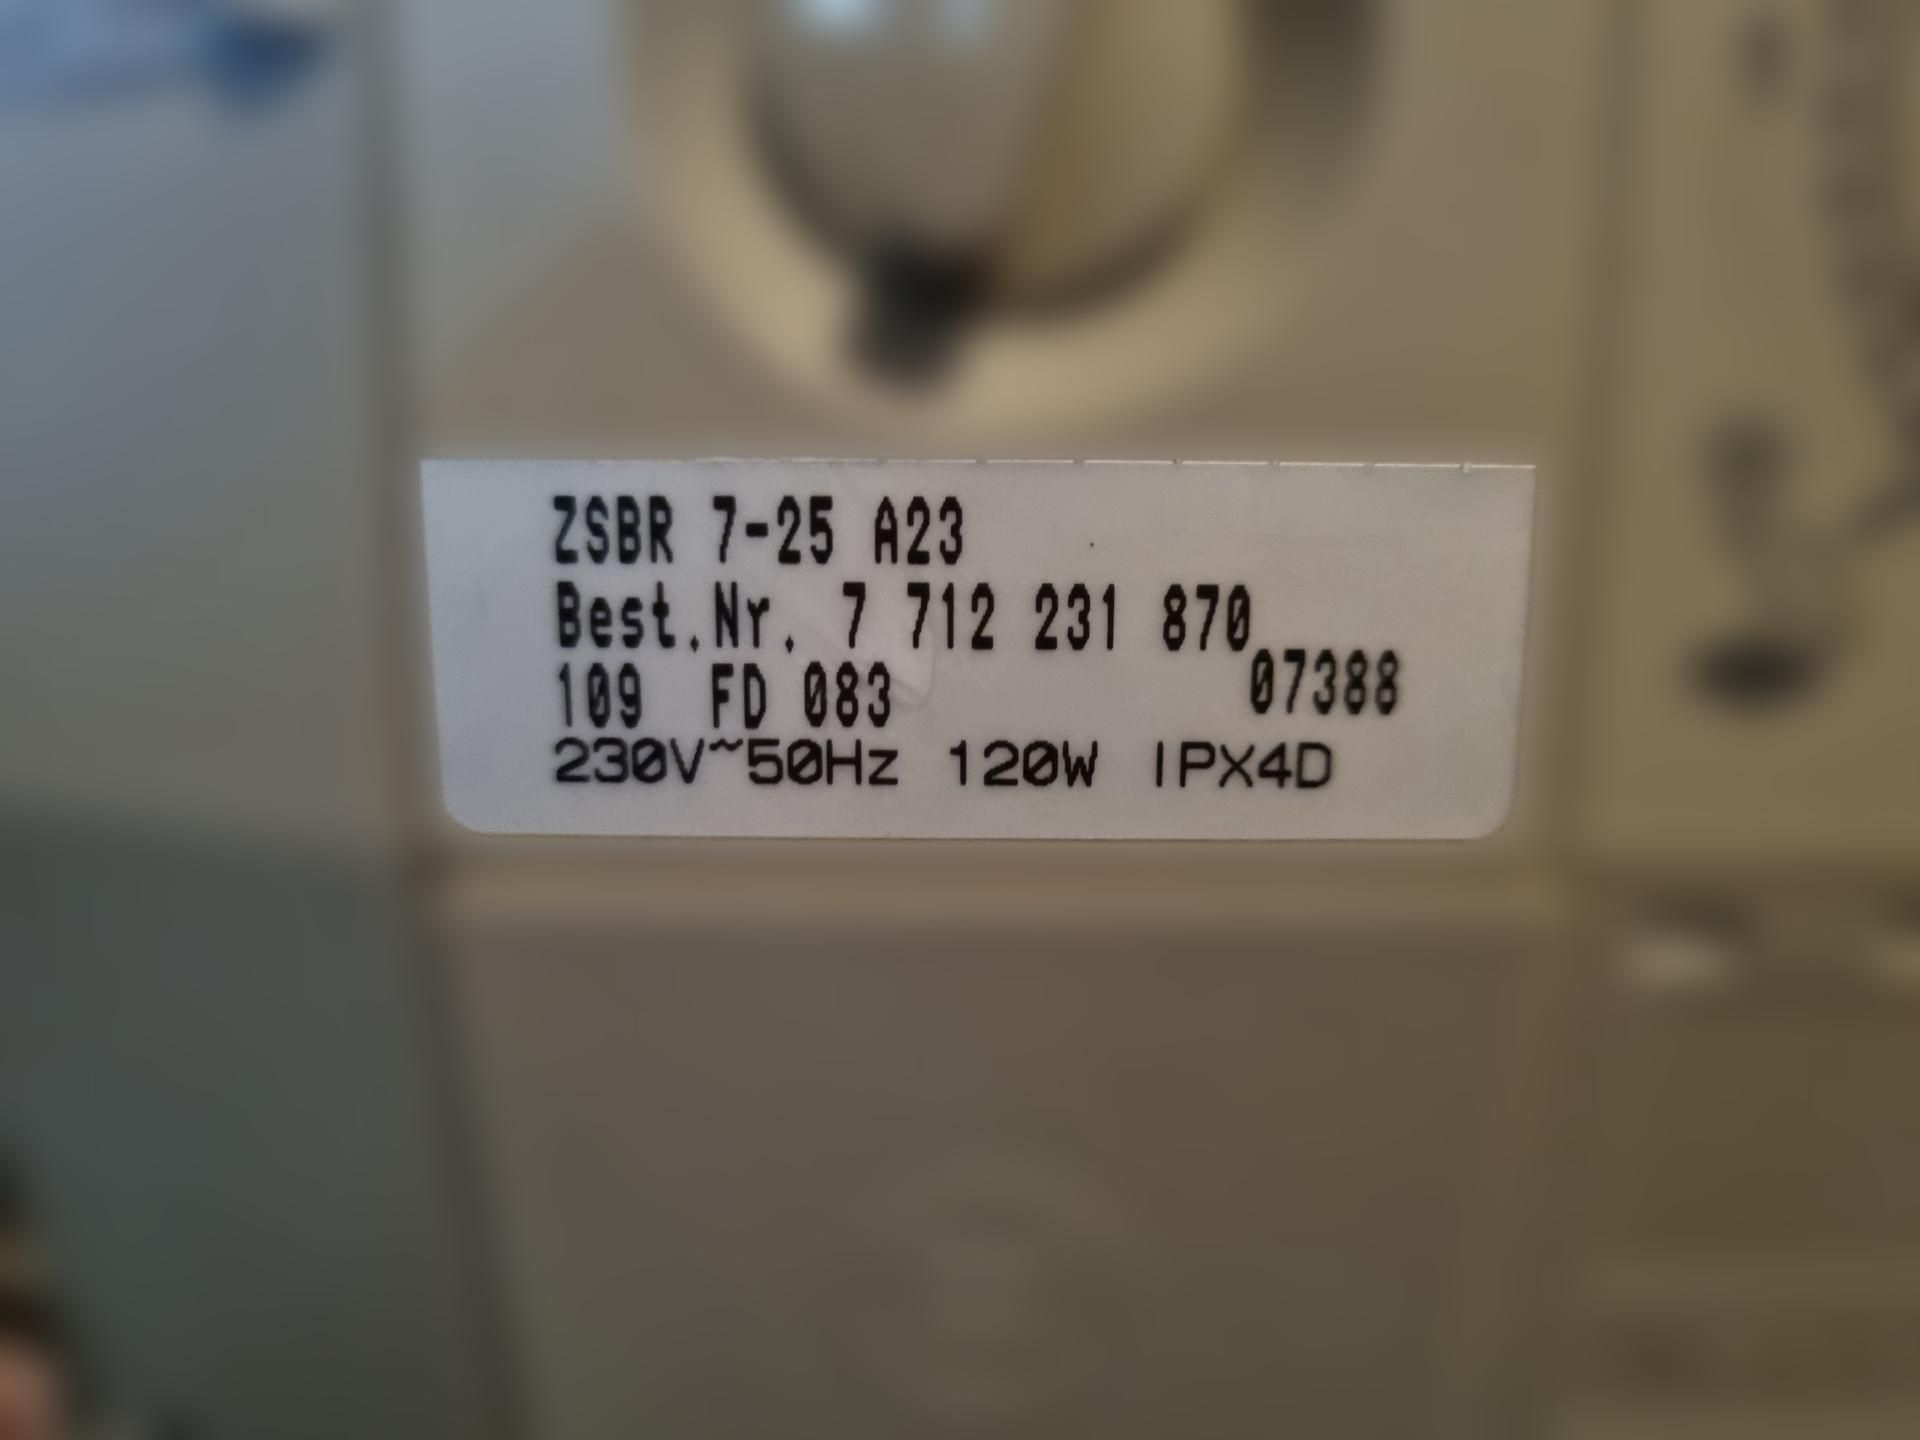 ZSBR 7-25 A23
Best.Nr. 7 712 231 870
109 FD 083 07388
230V~50Hz 120W IPX4D